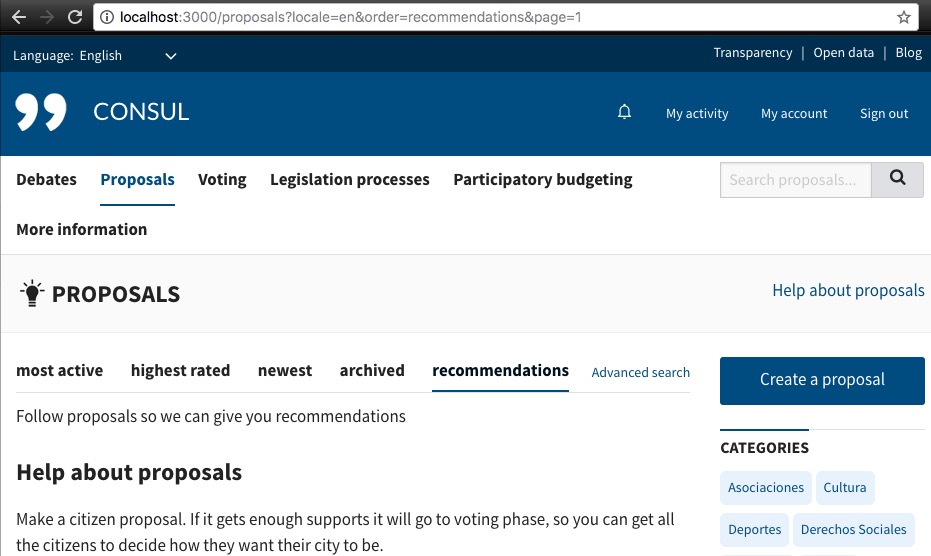 localhost:3000/proposals?locale=en&order=recommendations&page=1
Language: English
Transparency | Open data | Blog
CONSUL
My activity My account Sign out
Debates Proposals Voting Legislation processes Participatory budgeting
Search proposals...
More information
PROPOSALS
Help about proposals
most active highest rated newest archived recommendations Advanced search
Create a proposal
Follow proposals so we can give you recommendations
CATEGORIES
Help about proposals
Asociaciones Cultura
Make a citizen proposal. If it gets enough supports it will go to voting phase, so you can get all
the citizens to decide how they want their city to be.
Deportes Derechos Sociales